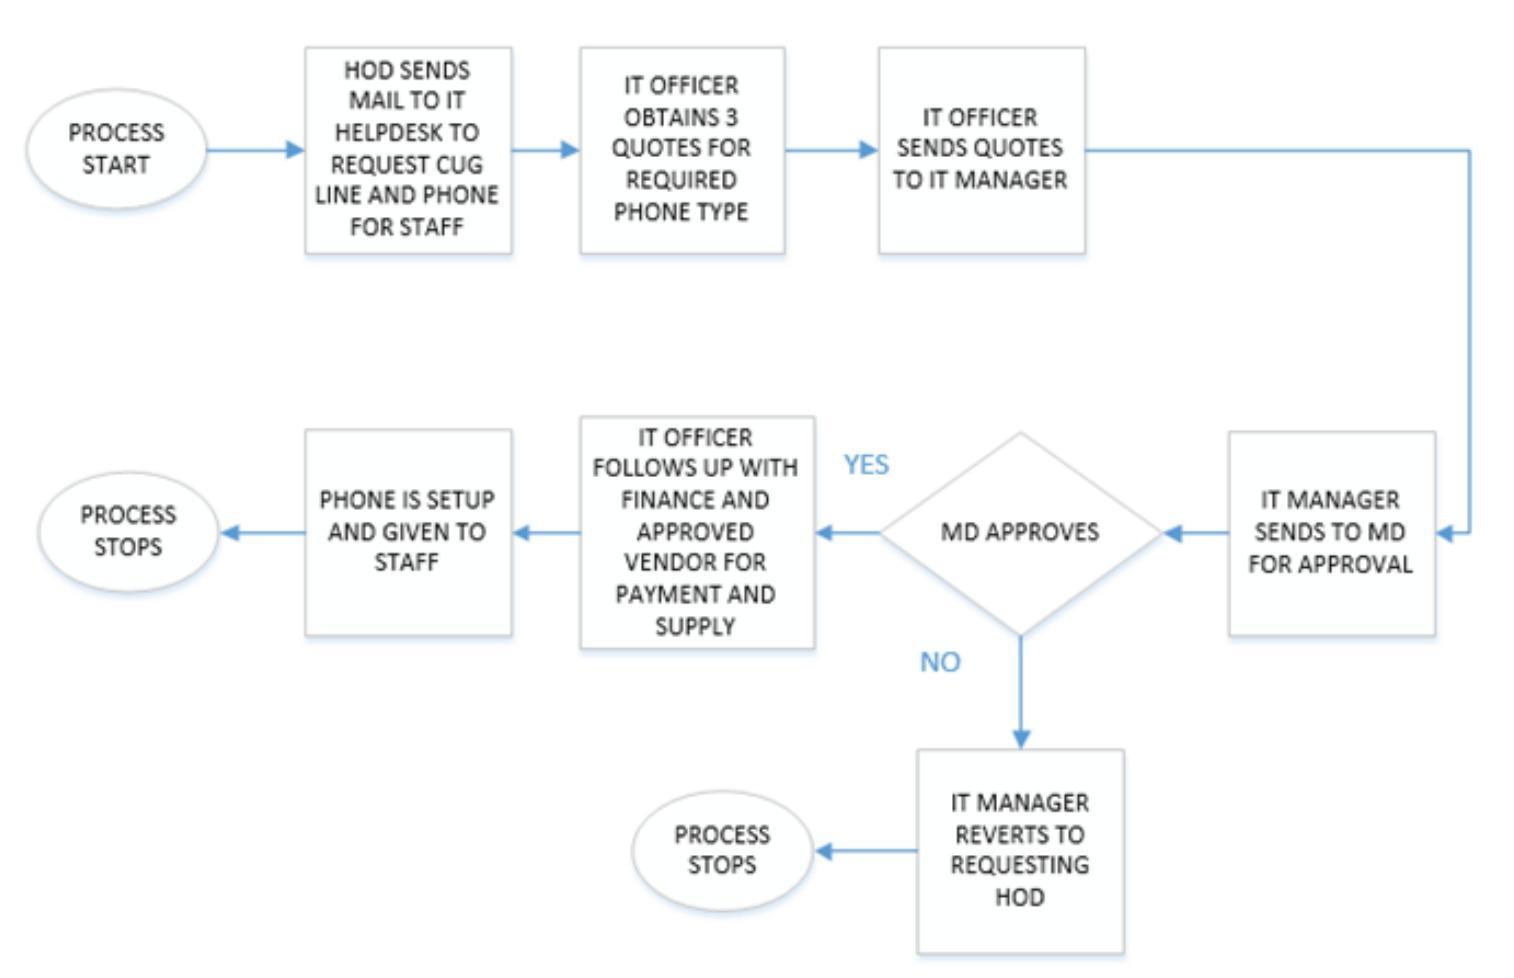 PROCESS
START
HOD SENDS
MAIL TO IT
HELPDESK TO
REQUEST CUG
LINE AND PHONE
FOR STAFF
IT OFFICER
OBTAINS 3
QUOTES FOR
REQUIRED
PHONE TYPE
IT OFFICER
SENDS QUOTES
TO IT MANAGER
IT MANAGER
SENDS TO MD
FOR APPROVAL
MD APPROVES
YES
IT OFFICER
FOLLOWS UP WITH
FINANCE AND
APPROVED
VENDOR FOR
PAYMENT AND
SUPPLY
PHONE IS SETUP
AND GIVEN TO
STAFF
PROCESS
STOPS
NO
IT MANAGER
REVERTS TO
REQUESTING
HOD
PROCESS
STOPS